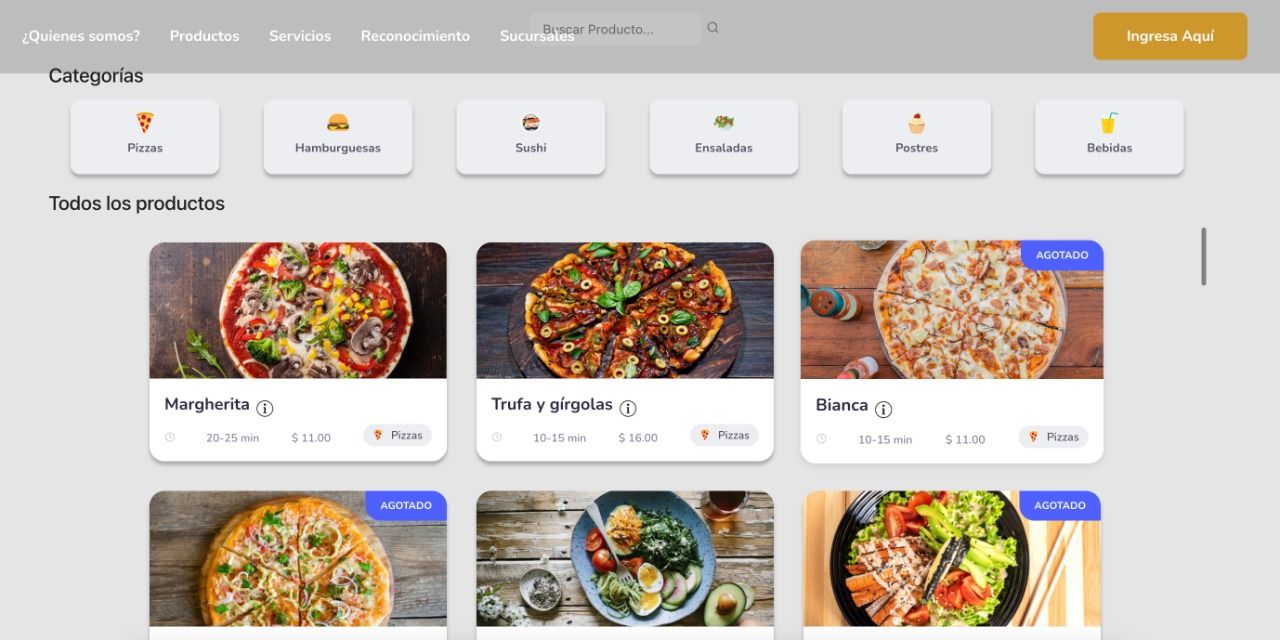 ¿Quienes somos? Productos Servicios Reconocimiento Sucursales Buscar Producto... Ingresa Aquí
Categorías
Pizzas Hamburguesas Sushi Ensaladas Postres Bebidas
Todos los productos
AGOTADO
Margherita
20-25 min $ 11.00 Pizzas
Trufa y gírgolas
10-15 min $ 16.00 Pizzas
Bianca
10-15 min $ 11.00 Pizzas
AGOTADO
AGOTADO